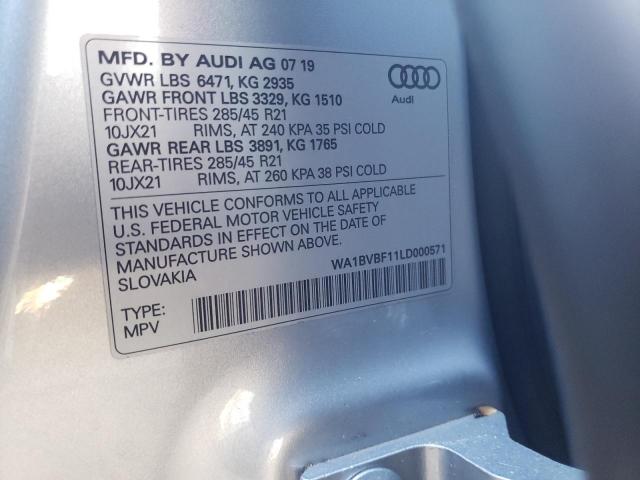 MFD. BY AUDI AG 07 19
GVWR LBS 6471, KG 2935
GAWR FRONT LBS 3329, KG 1510
FRONT-TIRES 285/45 R21
10JX21 RIMS, AT 240 KPA 35 PSI COLD
GAWR REAR LBS 3891, KG 1765
REAR-TIRES 285/45 R21
10JX21 RIMS, AT 260 KPA 38 PSI COLD
Audi
THIS VEHICLE CONFORMS TO ALL APPLICABLE
U.S. FEDERAL MOTOR VEHICLE SAFETY
STANDARDS IN EFFECT ON THE DATE OF
MANUFACTURE SHOWN ABOVE.
SLOVAKIA
WA1BVBF11LD000571
TYPE:
MPV